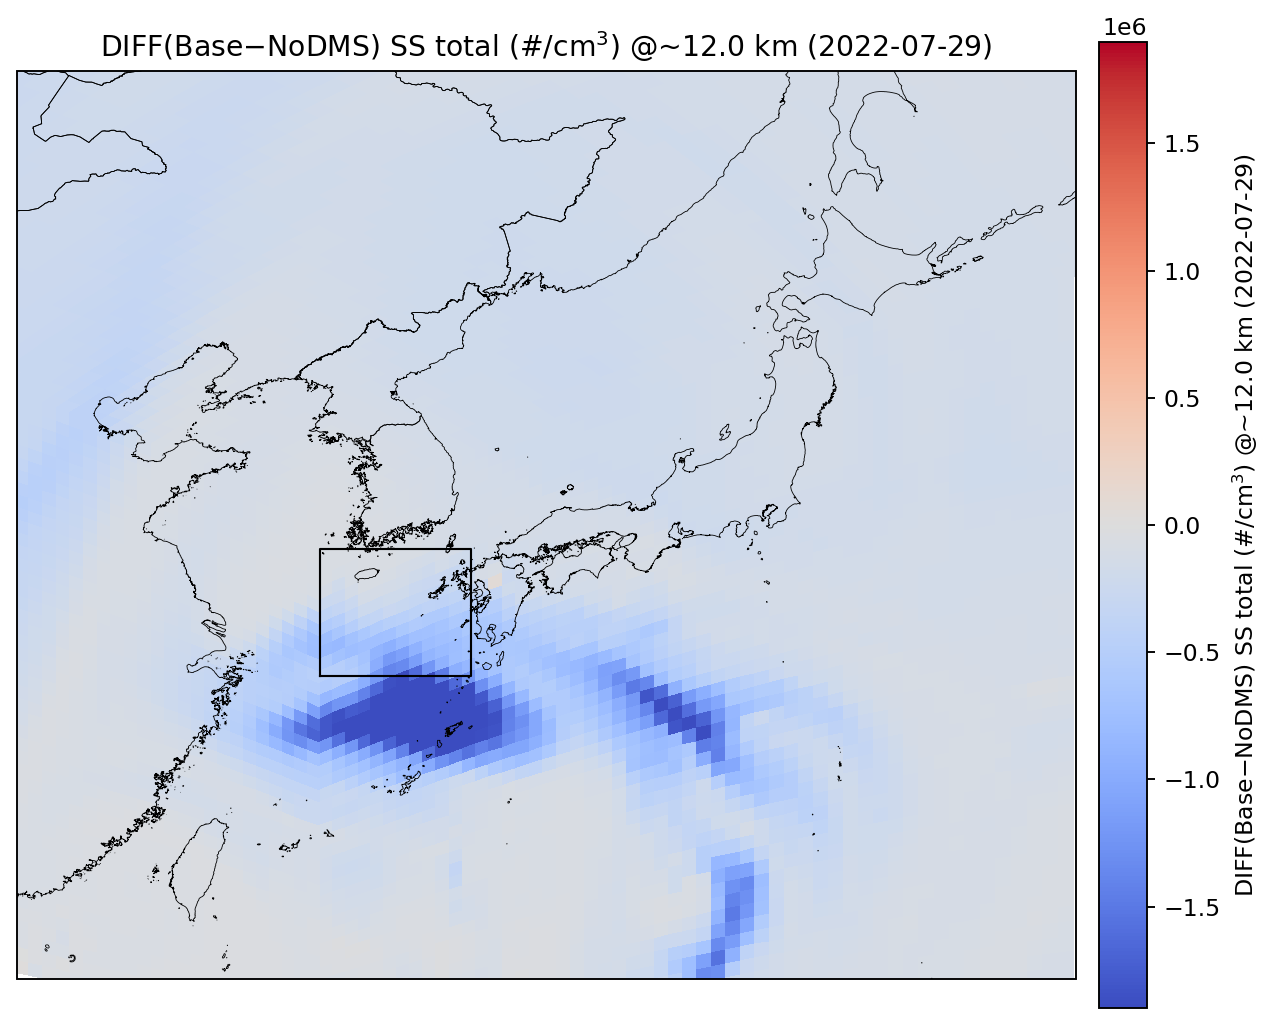 DIFF(Base−NoDMS) SS total (#/cm³) @~12.0 km (2022-07-29)
1e6
1.5
1.0
0.5
0.0
−0.5
−1.0
−1.5
DIFF(Base−NoDMS) SS total (#/cm³) @~12.0 km (2022-07-29)